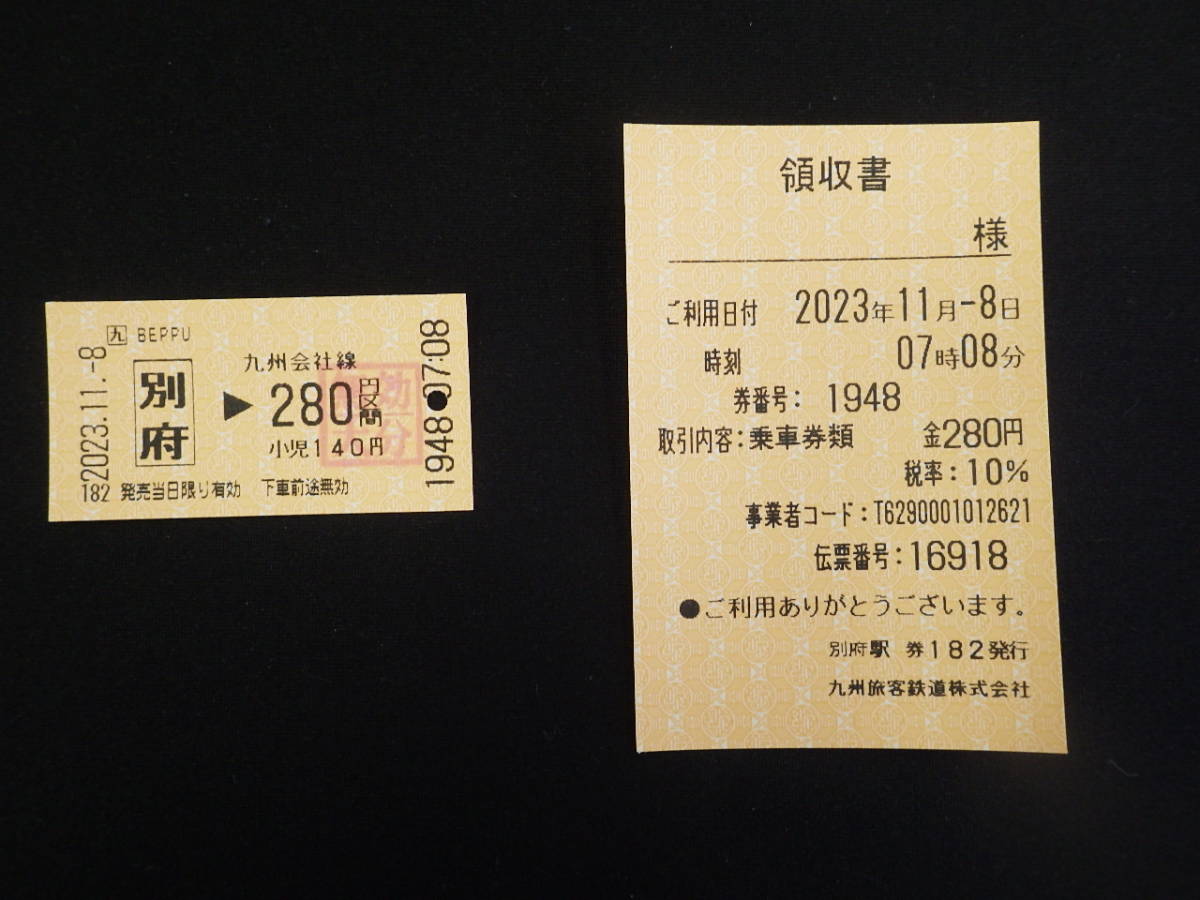 九 BEPPU
別府
▶
九州会社線
280円区間
小児140円
182 発売当日限り有効 下車前途無効
2023.11.-8
1948●07:08
領収書
様
ご利用日付 2023年11月-8日
時刻 07時08分
券番号: 1948
取引内容:乗車券類 金280円
税率:10%
事業者コード:T6290001012621
伝票番号:16918
●ご利用ありがとうございます。
別府駅 券182発行
九州旅客鉄道株式会社